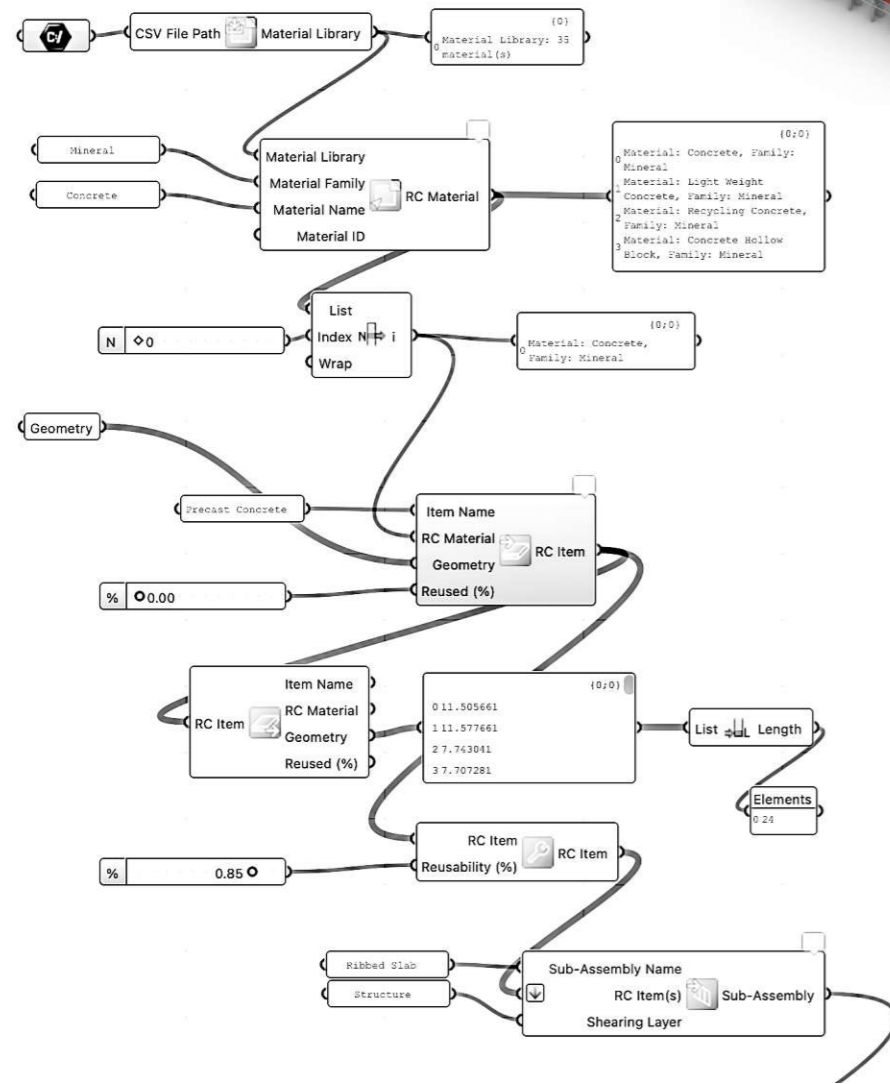 C:/
CSV File Path
Material Library
{0}
0 Material Library: 35
material(s)
Mineral
Concrete
Material Library
Material Family
Material Name
Material ID
RC Material
{0;0}
0 Material: Concrete, Family:
Mineral
1 Material: Light Weight
Concrete, Family: Mineral
2 Material: Recycling Concrete,
Family: Mineral
3 Material: Concrete Hollow
Block, Family: Mineral
N ◇0
List
Index N i
Wrap
{0;0}
0 Material: Concrete,
Family: Mineral
Geometry
Precast Concrete
% 0.00
Item Name
RC Material
Geometry
Reused (%)
RC Item
RC Item
Item Name
RC Material
Geometry
Reused (%)
{0;0}
0 11.505661
1 11.577661
2 7.743041
3 7.707281
List L Length
Elements
0 24
% 0.85
RC Item
Reusability (%)
RC Item
Ribbed Slab
Structure
Sub-Assembly Name
RC Item(s)
Shearing Layer
Sub-Assembly